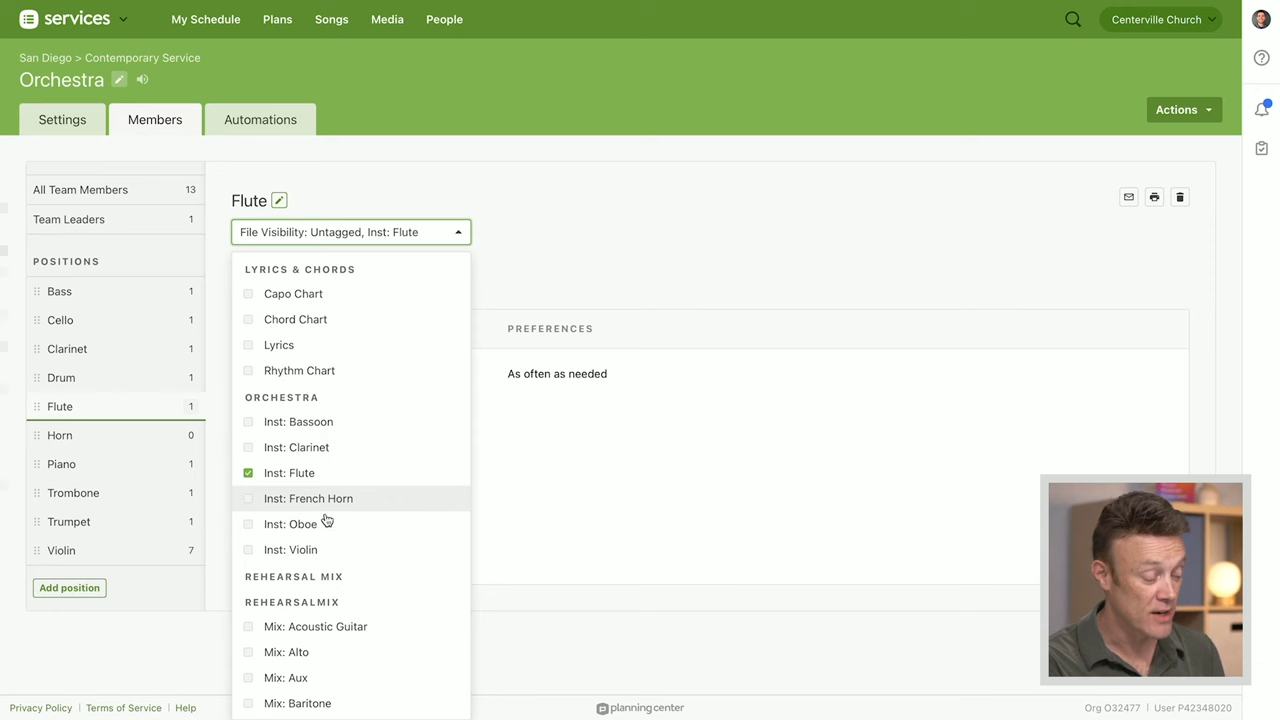 services
My Schedule
Plans
Songs
Media
People
Centerville Church
San Diego > Contemporary Service
Orchestra
Settings
Members
Automations
Actions
All Team Members 13
Team Leaders 1
POSITIONS
Bass 1
Cello 1
Clarinet 1
Drum 1
Flute 1
Horn 0
Piano 1
Trombone 1
Trumpet 1
Violin 7
Add position
Flute
File Visibility: Untagged, Inst: Flute
LYRICS & CHORDS
Capo Chart
Chord Chart
Lyrics
Rhythm Chart
ORCHESTRA
Inst: Bassoon
Inst: Clarinet
Inst: Flute
Inst: French Horn
Inst: Oboe
Inst: Violin
REHEARSAL MIX
REHEARSALMIX
Mix: Acoustic Guitar
Mix: Alto
Mix: Aux
Mix: Baritone
PREFERENCES
As often as needed
Privacy Policy
Terms of Service
Help
planning center
Org O32477
User P42348020